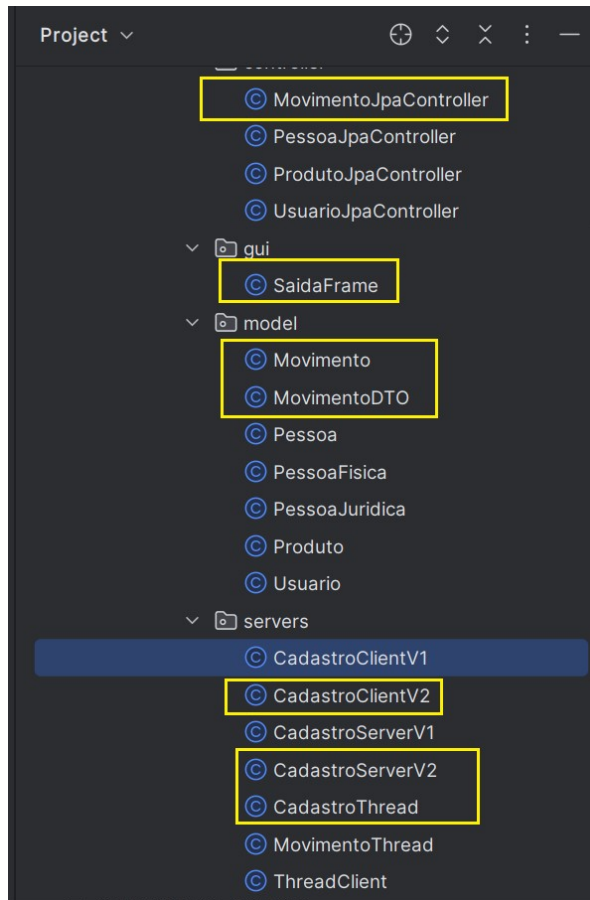 Project
MovimentoJpaController
PessoaJpaController
ProdutoJpaController
UsuarioJpaController
gui
SaidaFrame
model
Movimento
MovimentoDTO
Pessoa
PessoaFisica
PessoaJuridica
Produto
Usuario
servers
CadastroClientV1
CadastroClientV2
CadastroServerV1
CadastroServerV2
CadastroThread
MovimentoThread
ThreadClient